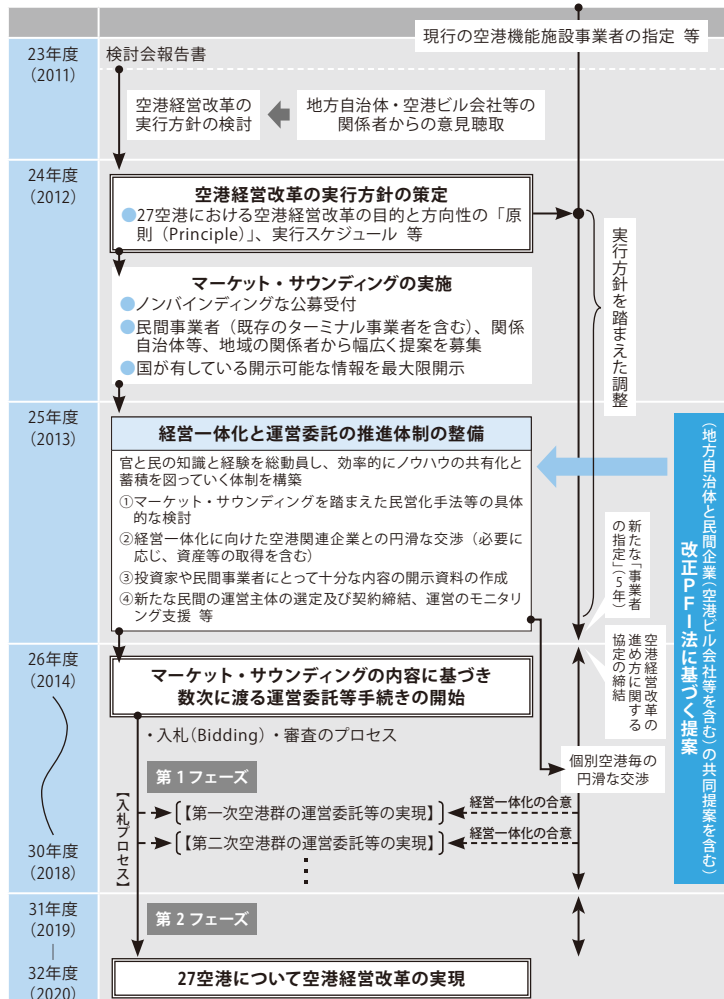 現行の空港機能施設事業者の指定 等
23年度
(2011)
検討会報告書
空港経営改革の
実行方針の検討
地方自治体・空港ビル会社等の
関係者からの意見聴取
24年度
(2012)
空港経営改革の実行方針の策定
●27空港における空港経営改革の目的と方向性の「原
則（Principle）」、実行スケジュール 等
マーケット・サウンディングの実施
●ノンバインディングな公募受付
●民間事業者（既存のターミナル事業者を含む）、関係
自治体等、地域の関係者から幅広く提案を募集
●国が有している開示可能な情報を最大限開示
実行方針を踏まえた調整
25年度
(2013)
経営一体化と運営委託の推進体制の整備
官と民の知識と経験を総動員し、効率的にノウハウの共有化と
蓄積を図っていく体制を構築
①マーケット・サウンディングを踏まえた民営化手法等の具体
的な検討
②経営一体化に向けた空港関連企業との円滑な交渉（必要に
応じ、資産等の取得を含む）
③投資家や民間事業者にとって十分な内容の開示資料の作成
④新たな民間の運営主体の選定及び契約締結、運営のモニタリ
ング支援 等
新たな「事業者
の指定」（5年）
改正PFI法に基づく提案
（地方自治体と民間企業（空港ビル会社等を含む）の共同提案を含む）
26年度
(2014)
マーケット・サウンディングの内容に基づき
数次に渡る運営委託等手続きの開始
空港経営改革の
進め方に関する
協定の締結
・入札（Bidding）・審査のプロセス
個別空港毎の
円滑な交渉
第1フェーズ
【入札プロセス】
【第一次空港群の運営委託等の実現】
経営一体化の合意
【第二次空港群の運営委託等の実現】
経営一体化の合意
30年度
(2018)
31年度
(2019)
第2フェーズ
32年度
(2020)
27空港について空港経営改革の実現